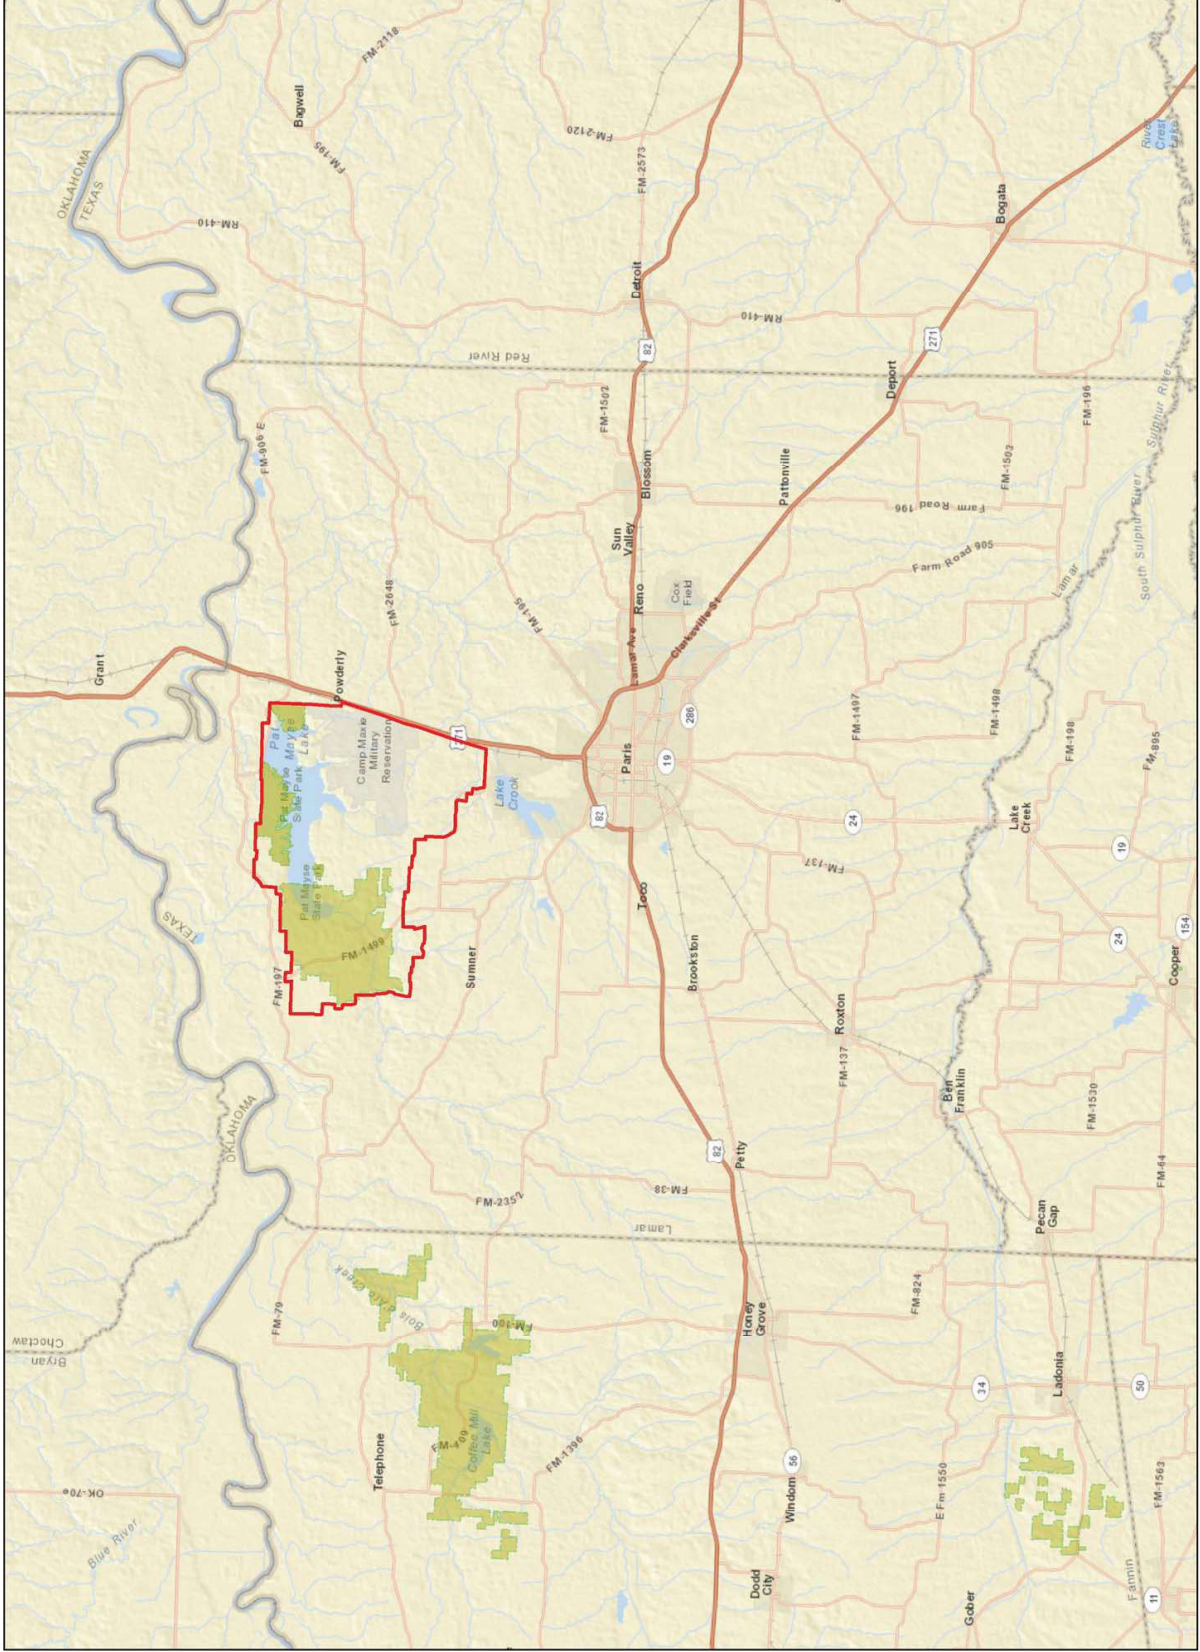 FM-2118
Bagwell
FM-195
FM-2120
FM-2573
OKLAHOMA
TEXAS
RM-410
River
Crest
Lake
Bogata
Detroit
RM-410
82
Red River
271
Deport
FM-1502
FM-196
FM-906 E
Blossom
Pattonville
FM-1503
Sulphur River
Farm Road 196
South Sulphur River
Sun
Valley
Farm Road 905
Reno
Cox
Field
Lamar
FM-2648
FM-195
Lamar Ave
Clarksville St
Grant
Powderly
271
Pat
Mayse
Lake
Camp Maxie
Military
Reservation
Pat Mayse
State Park
Lake
Crook
Paris
286
19
82
FM-1497
FM-1498
FM-198
FM-895
24
Lake
Creek
19
FM-137
Pat Mayse
State Park
FM-1499
Toco
TEXAS
FM-197
Sumner
Brookston
24
154
Cooper
Roxton
FM-137
Ben
Franklin
FM-1530
OKLAHOMA
82
Petty
FM-38
FM-2352
FM-64
Lamar
Pecan
Gap
Bois d'Arc Creek
FM-79
FM-100
Honey
Grove
FM-824
Choctaw
Bryan
34
Ladonia
50
Telephone
FM-409
Coffee Mill
Lake
FM-1396
OK-70e
Blue River
Windom
56
E Fm 1550
FM-1563
Dodd
City
Gober
Fannin
11